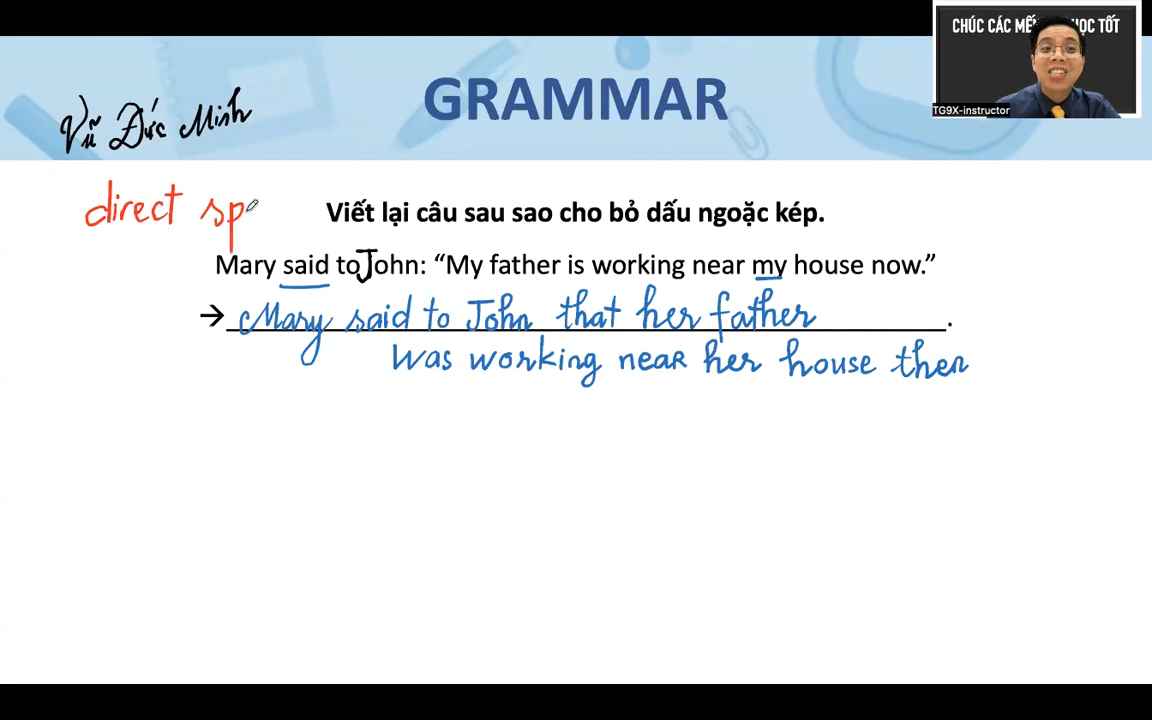 CHÚC CÁC HỌC TỐT
TG9X-instructor
GRAMMAR
Vũ Đức Minh
direct sp
Viết lại câu sau sao cho bỏ dấu ngoặc kép.
Mary said to John: “My father is working near my house now.”
→ Mary said to John that her father .
was working near her house then